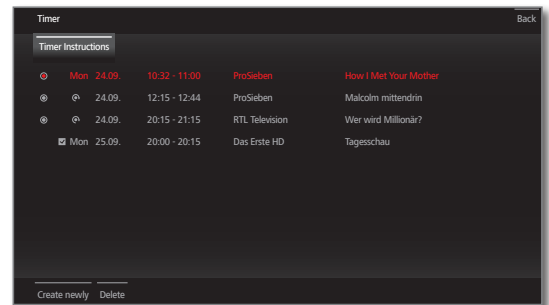 Timer Back
Timer Instructions
Mon 24.09. 10:32 - 11:00 ProSieben How I Met Your Mother
24.09. 12:15 - 12:44 ProSieben Malcolm mittendrin
24.09. 20:15 - 21:15 RTL Television Wer wird Millionär?
Mon 25.09. 20:00 - 20:15 Das Erste HD Tagesschau
Create newly Delete